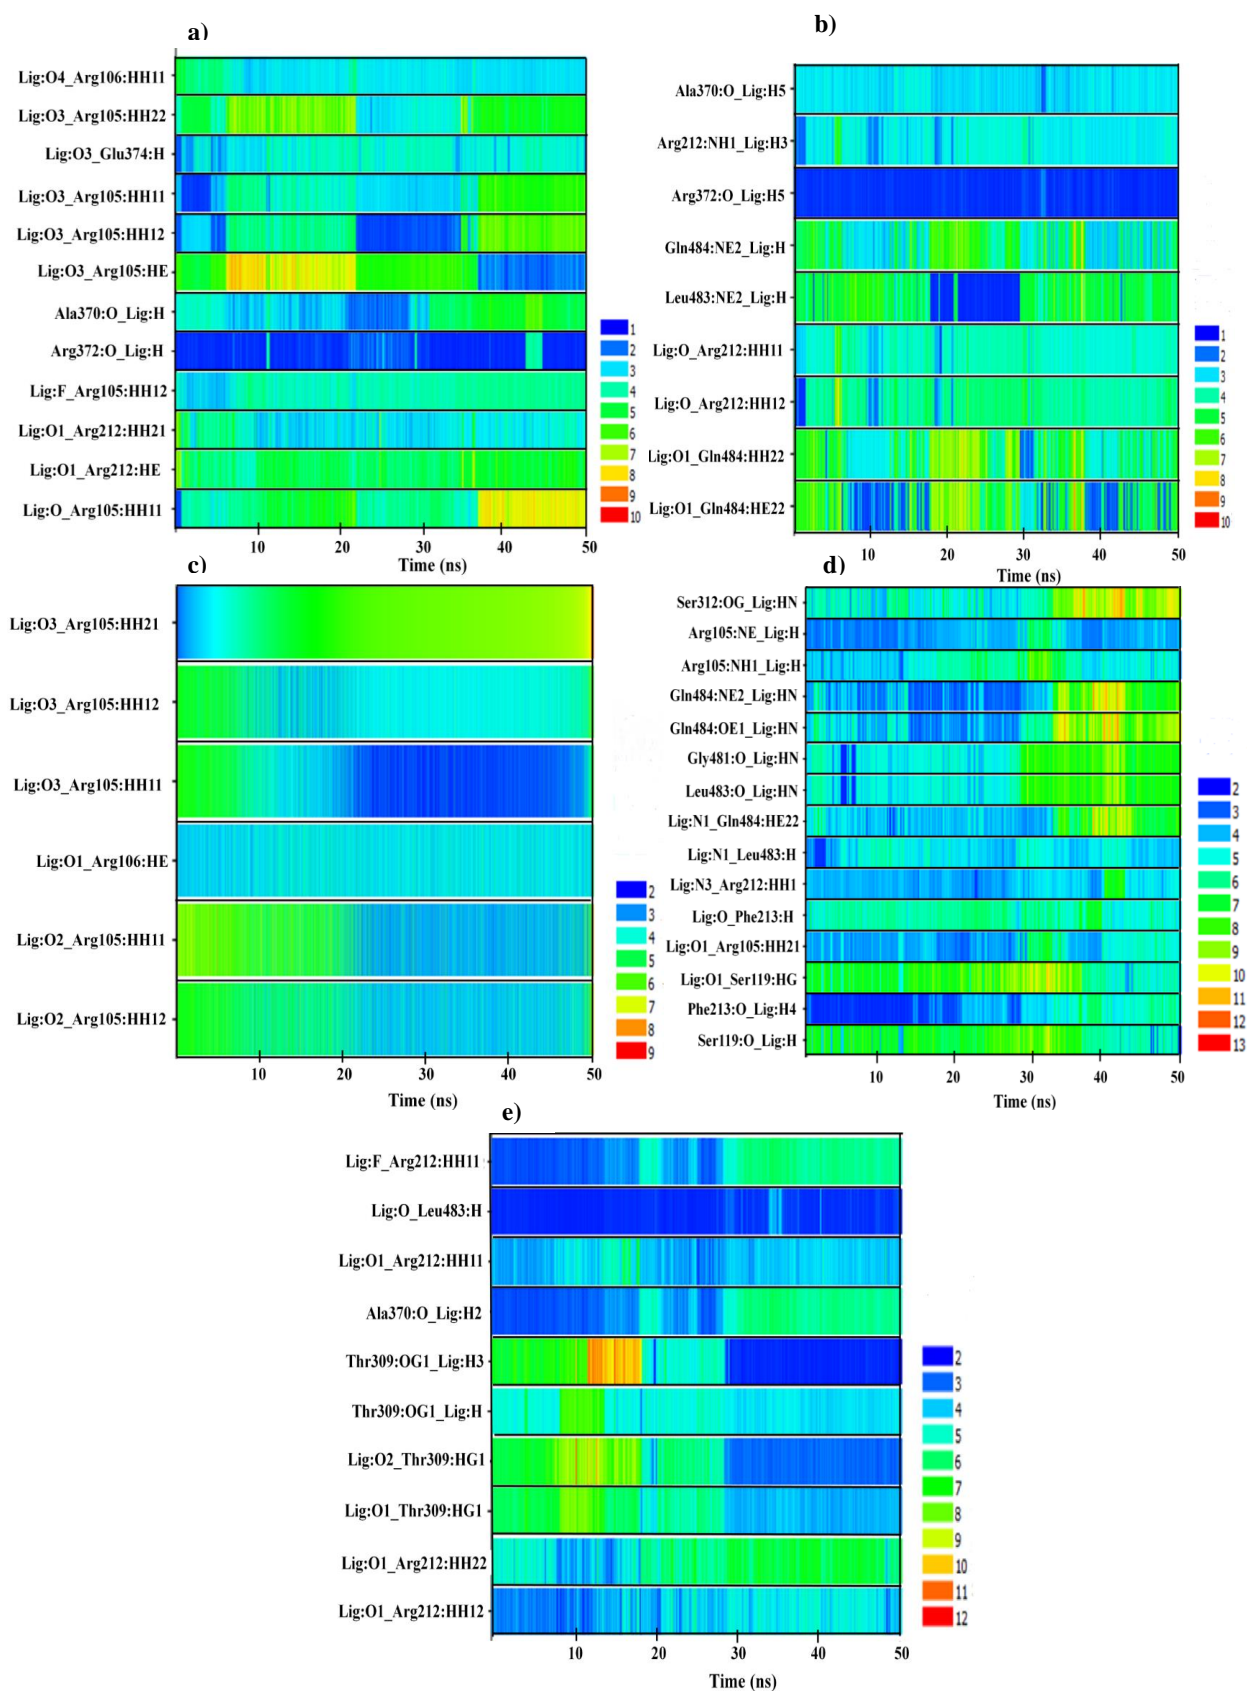 a)
Lig:O4_Arg106:HH11
Lig:O3_Arg105:HH22
Lig:O3_Glu374:H
Lig:O3_Arg105:HH11
Lig:O3_Arg105:HH12
Lig:O3_Arg105:HE
Ala370:O_Lig:H
Arg372:O_Lig:H
Lig:F_Arg105:HH12
Lig:O1_Arg212:HH21
Lig:O1_Arg212:HE
Lig:O_Arg105:HH11
10 20 30 40 50
Time (ns)
1
2
3
4
5
6
7
8
9
10
b)
Ala370:O_Lig:H5
Arg212:NH1_Lig:H3
Arg372:O_Lig:H5
Gln484:NE2_Lig:H
Leu483:NE2_Lig:H
Lig:O_Arg212:HH11
Lig:O_Arg212:HH12
Lig:O1_Gln484:HH22
Lig:O1_Gln484:HE22
10 20 30 40 50
Time (ns)
1
2
3
4
5
6
7
8
9
10
c)
Lig:O3_Arg105:HH21
Lig:O3_Arg105:HH12
Lig:O3_Arg105:HH11
Lig:O1_Arg106:HE
Lig:O2_Arg105:HH11
Lig:O2_Arg105:HH12
10 20 30 40 50
Time (ns)
2
3
4
5
6
7
8
9
d)
Ser312:OG_Lig:HN
Arg105:NE_Lig:H
Arg105:NH1_Lig:H
Gln484:NE2_Lig:HN
Gln484:OE1_Lig:HN
Gly481:O_Lig:HN
Leu483:O_Lig:HN
Lig:N1_Gln484:HE22
Lig:N1_Leu483:H
Lig:N3_Arg212:HH1
Lig:O_Phe213:H
Lig:O1_Arg105:HH21
Lig:O1_Ser119:HG
Phe213:O_Lig:H4
Ser119:O_Lig:H
10 20 30 40 50
Time (ns)
2
3
4
5
6
7
8
9
10
11
12
13
e)
Lig:F_Arg212:HH11
Lig:O_Leu483:H
Lig:O1_Arg212:HH11
Ala370:O_Lig:H2
Thr309:OG1_Lig:H3
Thr309:OG1_Lig:H
Lig:O2_Thr309:HG1
Lig:O1_Thr309:HG1
Lig:O1_Arg212:HH22
Lig:O1_Arg212:HH12
10 20 30 40 50
Time (ns)
2
3
4
5
6
7
8
9
10
11
12